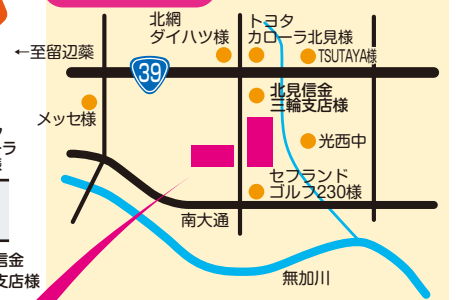 北網
ダイハツ様
トヨタ
カローラ北見様
←至留辺蘂
TSUTAYA様
39
北見信金
三輪支店様
メッセ様
光西中
ラ
セフランド
ゴルフ230様
南大通
信金
支店様
無加川